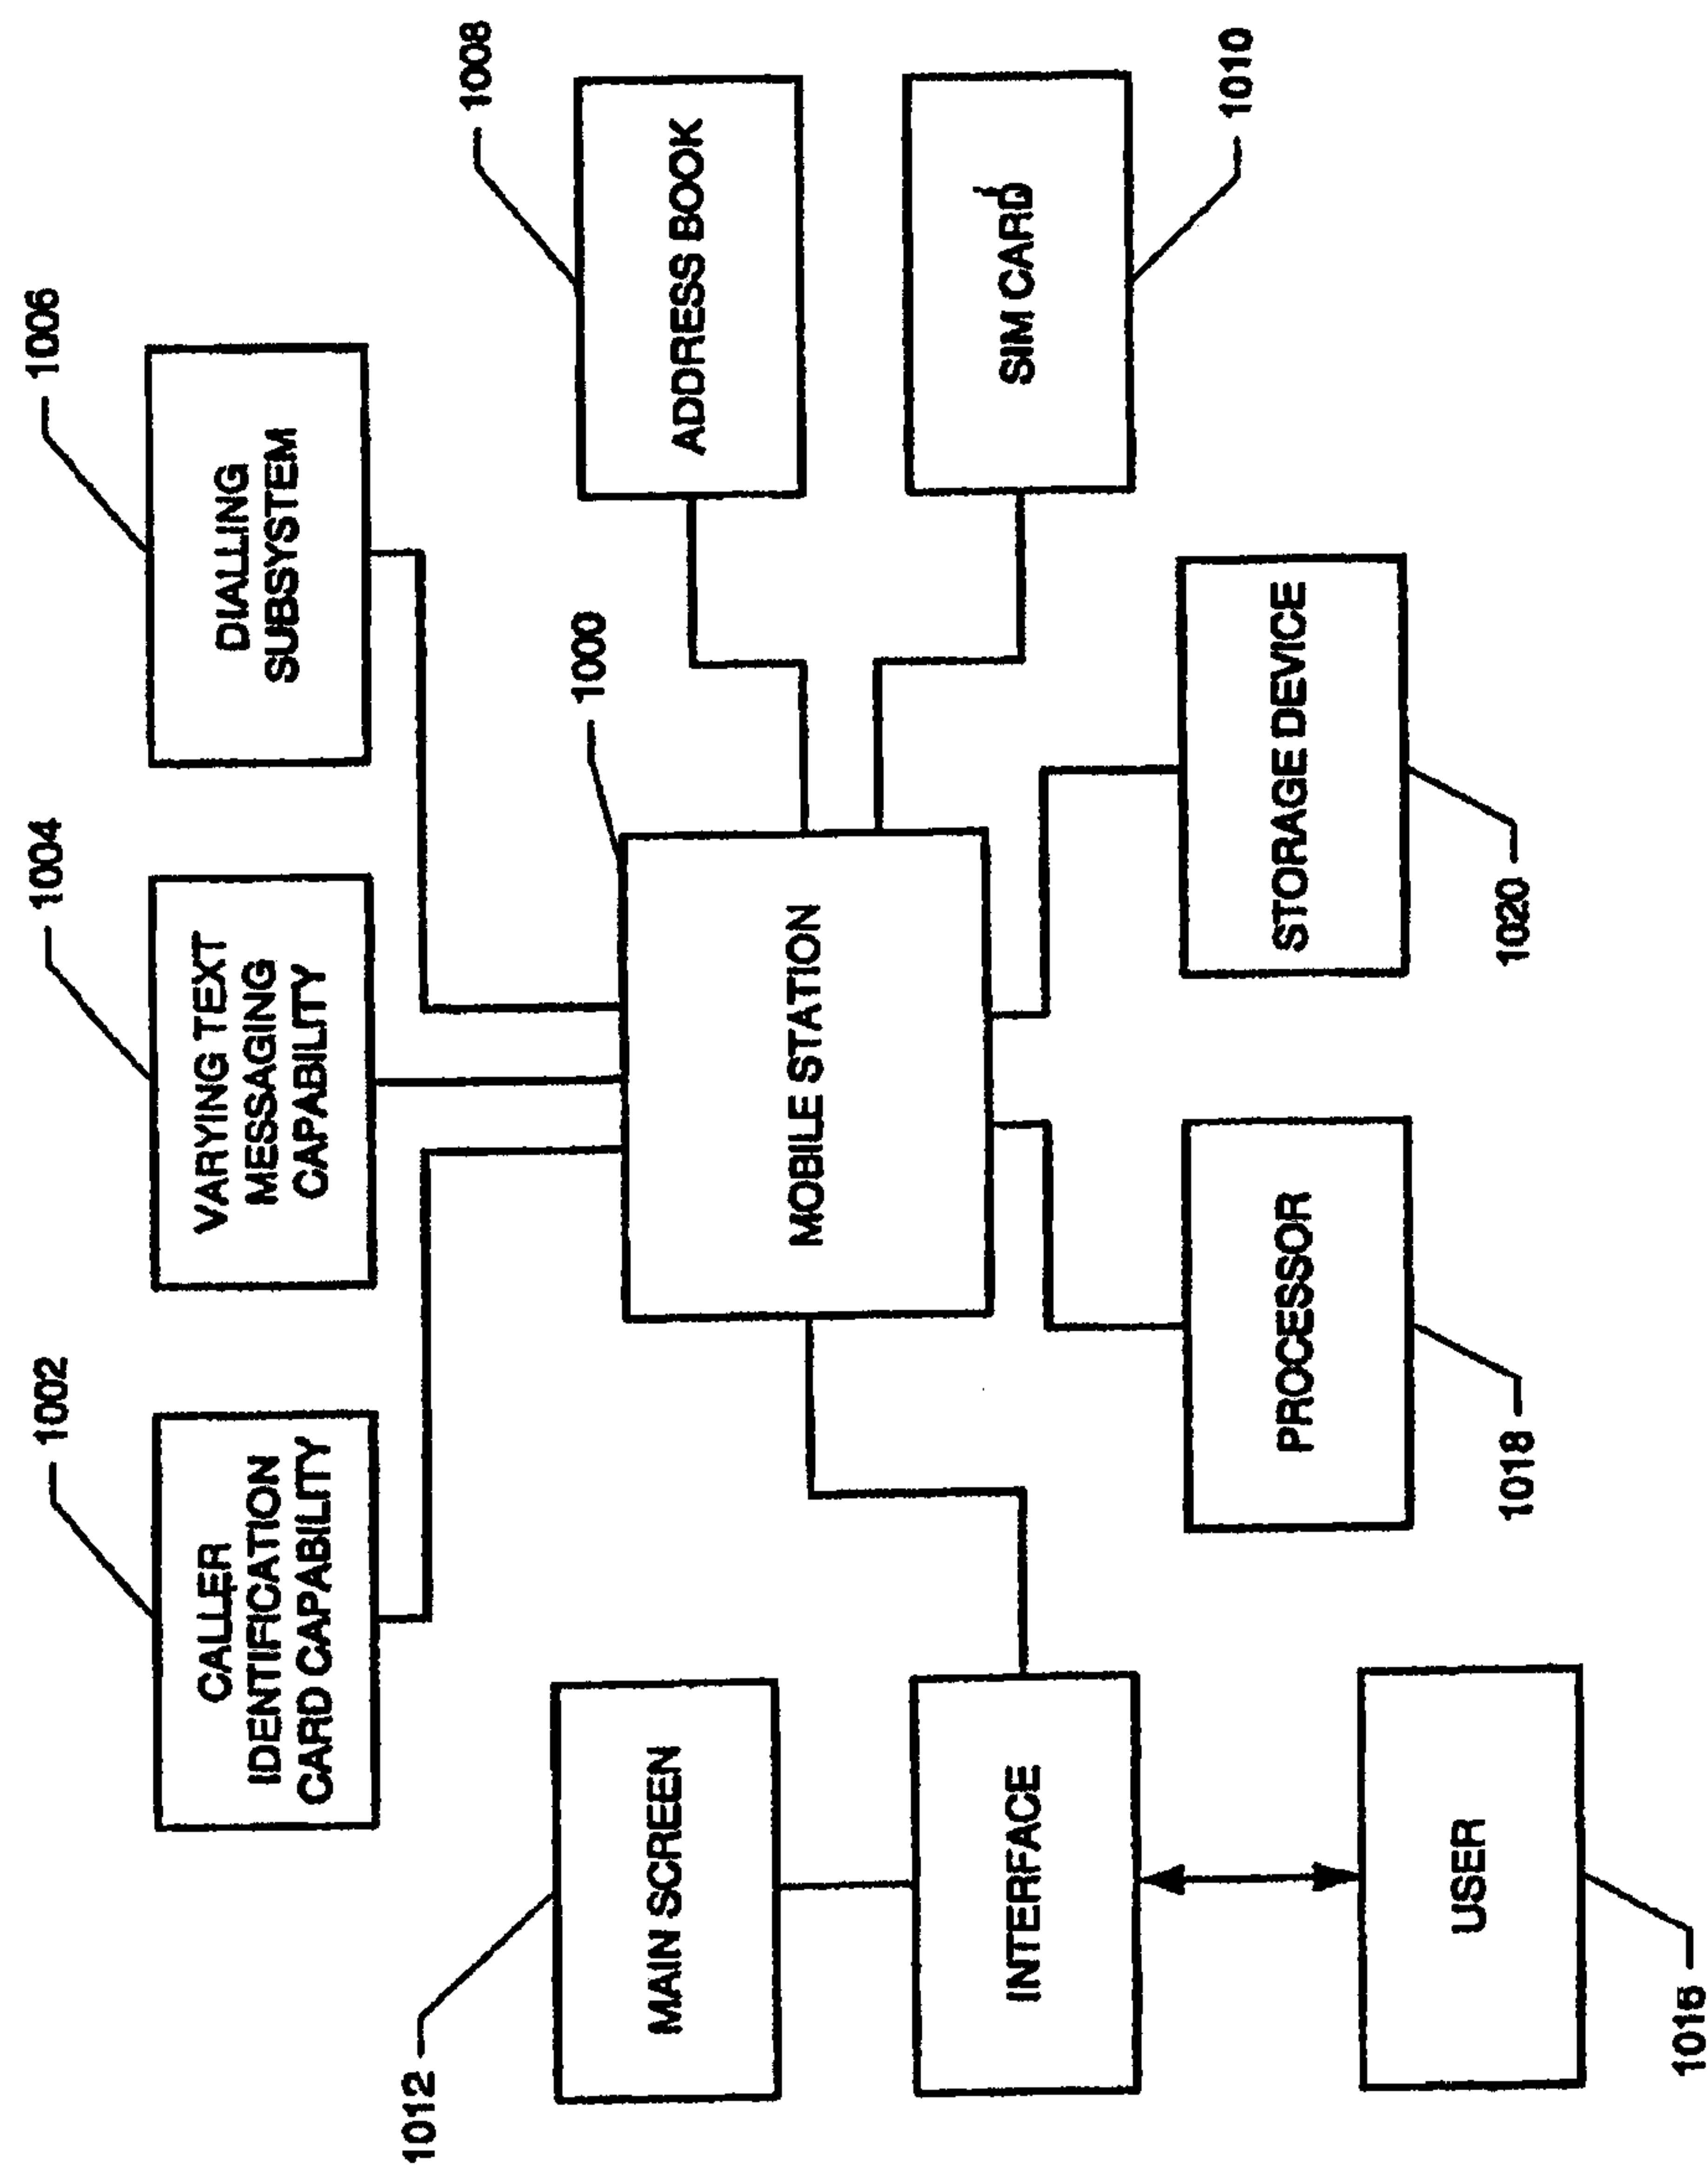 1002
CALLER
IDENTIFICATION
CARD CAPABILITY
1004
VARYING TEXT
MESSAGING
CAPABILITY
1006
DIALLING
SUBSYSTEM
1012
MAIN SCREEN
1000
MOBILE STATION
1008
ADDRESS BOOK
INTERFACE
SIM CARD
1010
USER
1016
PROCESSOR
1018
STORAGE DEVICE
1020